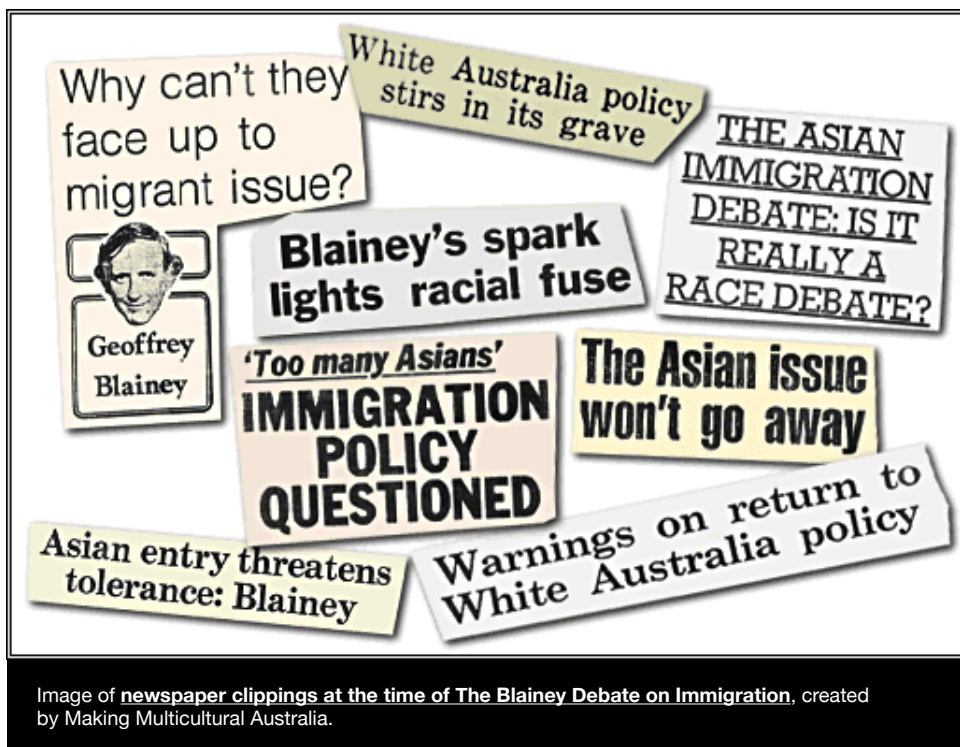 Why can't they
face up to
migrant issue?
Geoffrey
Blainey
White Australia policy
stirs in its grave
THE ASIAN
IMMIGRATION
DEBATE: IS IT
REALLY A
RACE DEBATE?
Blainey's spark
lights racial fuse
'Too many Asians'
IMMIGRATION
POLICY
QUESTIONED
The Asian issue
won't go away
Asian entry threatens
tolerance: Blainey
Warnings on return to
White Australia policy
Image of newspaper clippings at the time of The Blainey Debate on Immigration, created
by Making Multicultural Australia.